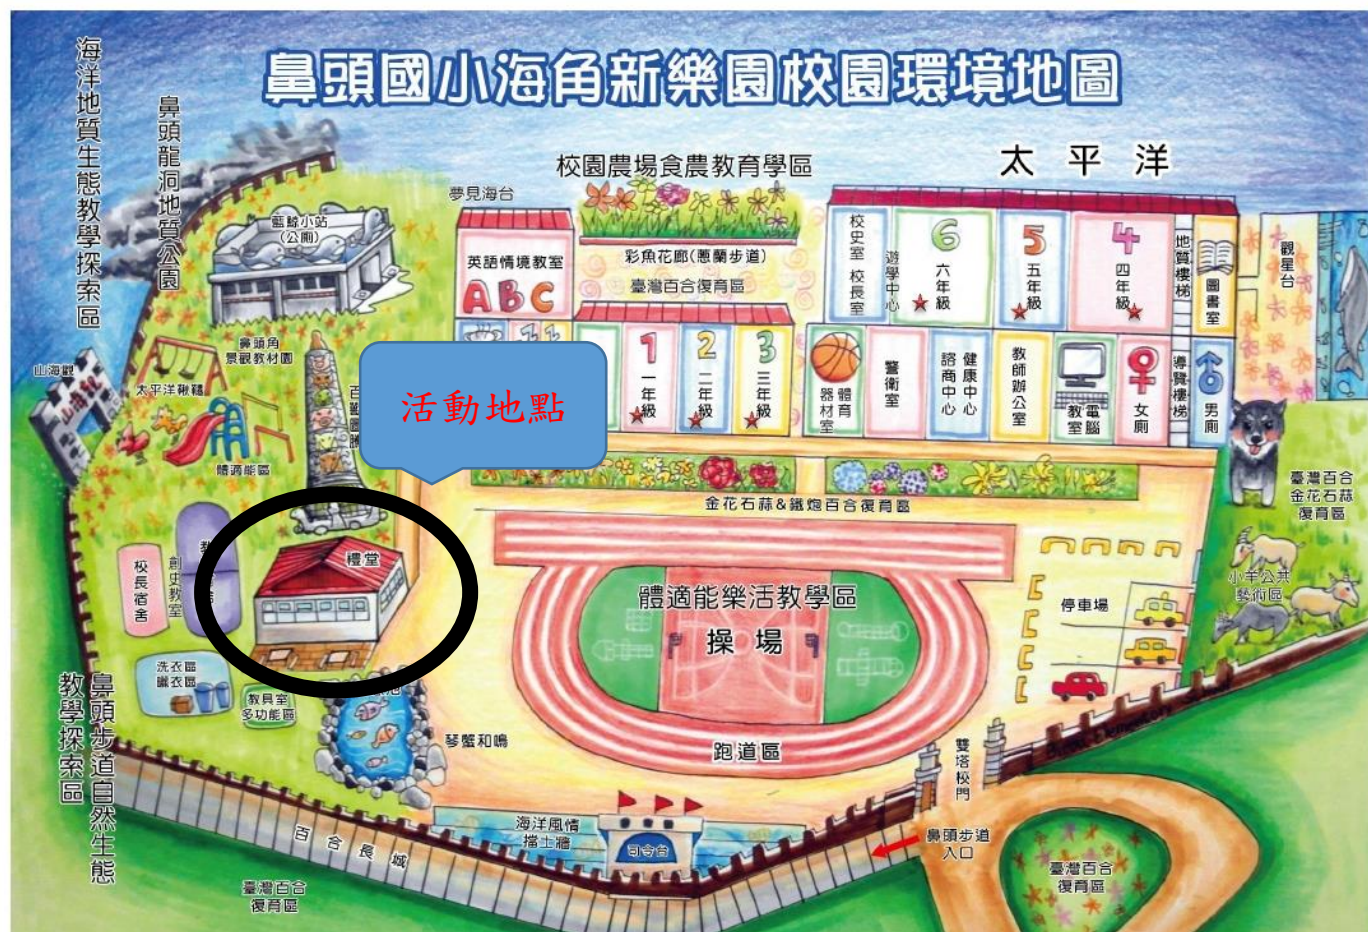 鼻頭國小海角新樂園校園環境地圖
海洋地質生態教學探索區
鼻頭龍洞地質公園
校園農場食農教育學區
太平洋
夢見海台
藍鯨小站
(公廁)
英語情境教室
ABC
彩魚花廊(蔥蘭步道)
臺灣百合復育區
校史室
校長室
遊學中心
6
六年級
5
五年級
4
四年級
地質樓梯
圖書室
觀星台
山海觀
鼻頭角
景觀教材園
太平洋鞦韆
體適能區
活動地點
1
一年級
2
二年級
3
三年級
體育
器材室
警衛室
健康中心
諮商中心
教師辦公室
電腦
教室
女廁
導覽樓梯
男廁
金花石蒜&鐵炮百合復育區
臺灣百合
金花石蒜
復育區
小羊公共
藝術區
校長宿舍
創史教室
禮堂
體適能樂活教學區
操場
停車場
洗衣區
曬衣區
教具室
多功能區
琴蟹和鳴
跑道區
雙塔校門
鼻頭步道自然生態
教學探索區
海洋風情
擋土牆
司令台
鼻頭步道
入口
百合長城
臺灣百合
復育區
臺灣百合
復育區